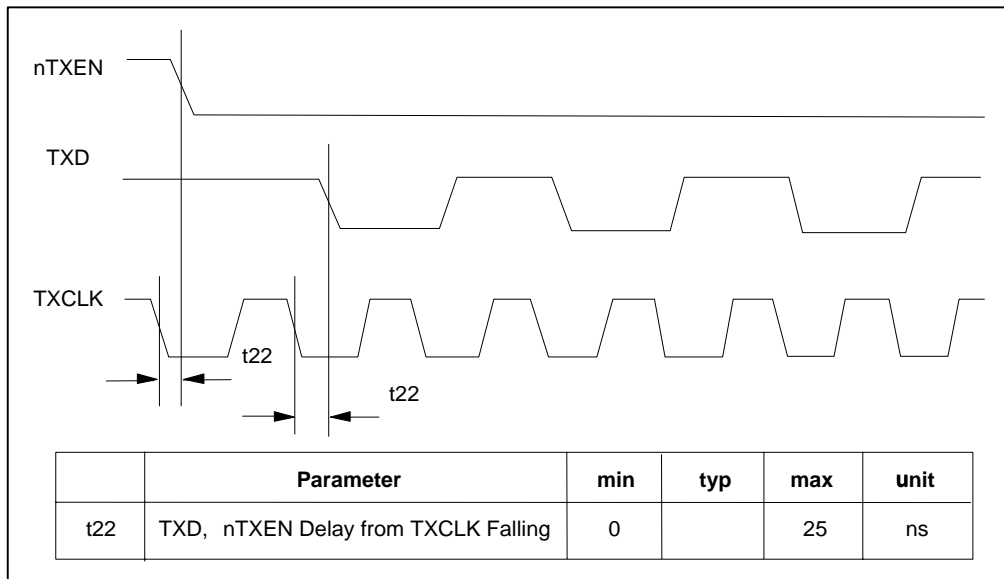 nTXEN
TXD
TXCLK
t22
t22
Parameter min typ max unit
t22 TXD, nTXEN Delay from TXCLK Falling 0 25 ns